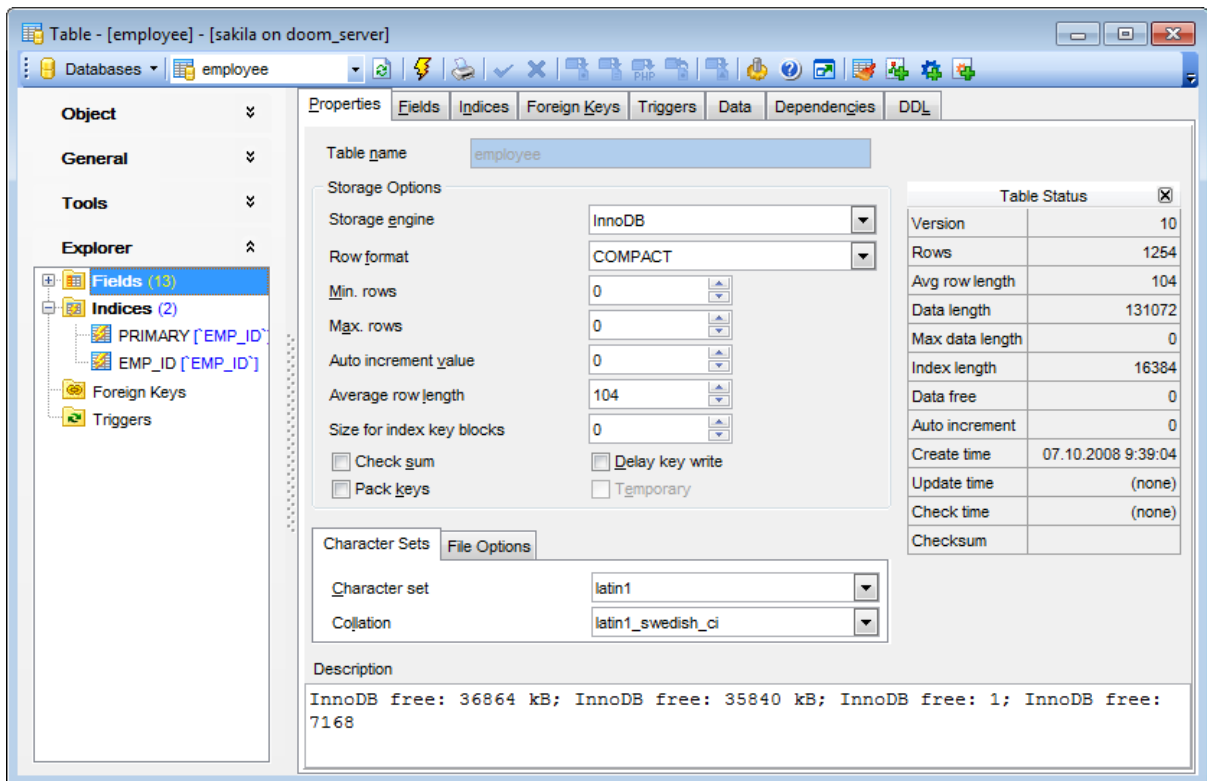 Table - [employee] - [sakila on doom_server]
Databases employee PHP
Object
General
Tools
Explorer
Fields (13)
Indices (2)
PRIMARY [`EMP_ID`]
EMP_ID [`EMP_ID`]
Foreign Keys
Triggers
Properties Fields Indices Foreign Keys Triggers Data Dependencies DDL
Table name employee
Storage Options
Storage engine InnoDB
Row format COMPACT
Min. rows 0
Max. rows 0
Auto increment value 0
Average row length 104
Size for index key blocks 0
Check sum Delay key write
Pack keys Temporary
Table Status
Version 10
Rows 1254
Avg row length 104
Data length 131072
Max data length 0
Index length 16384
Data free 0
Auto increment 0
Create time 07.10.2008 9:39:04
Update time (none)
Check time (none)
Checksum
Character Sets File Options
Character set latin1
Collation latin1_swedish_ci
Description
InnoDB free: 36864 kB; InnoDB free: 35840 kB; InnoDB free: 1; InnoDB free:
7168